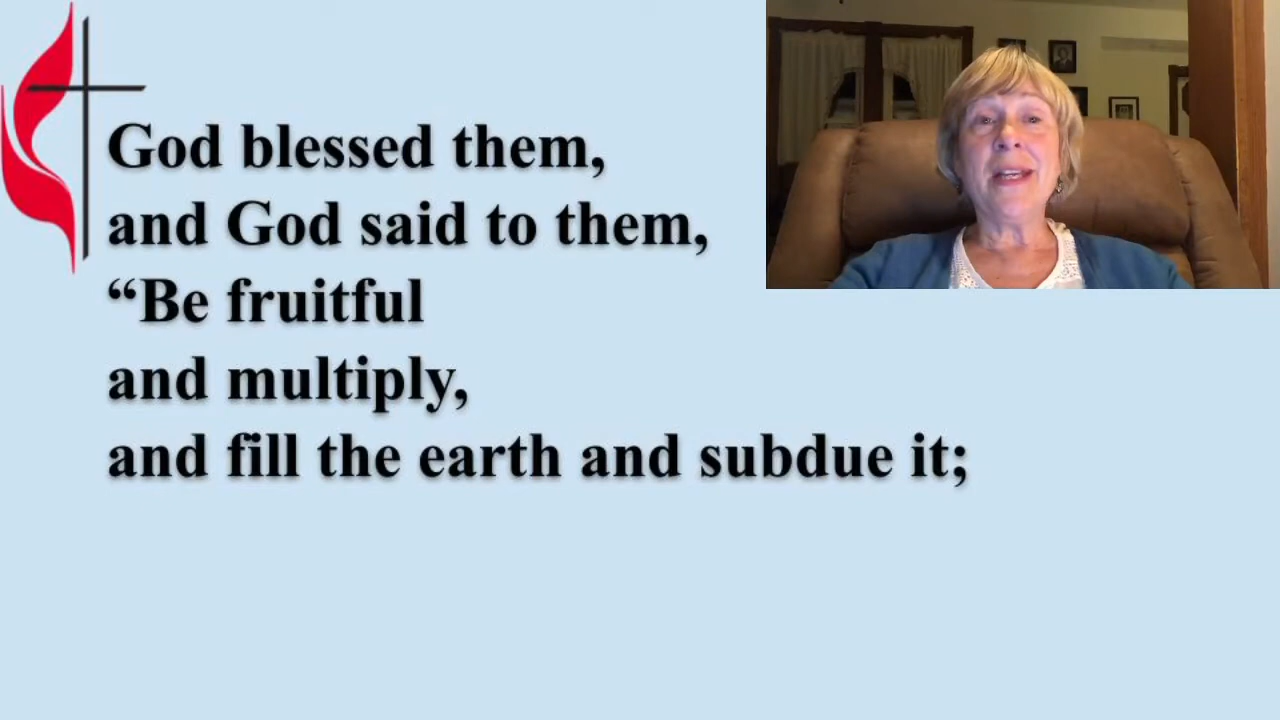 God blessed them,
and God said to them,
“Be fruitful
and multiply,
and fill the earth and subdue it;